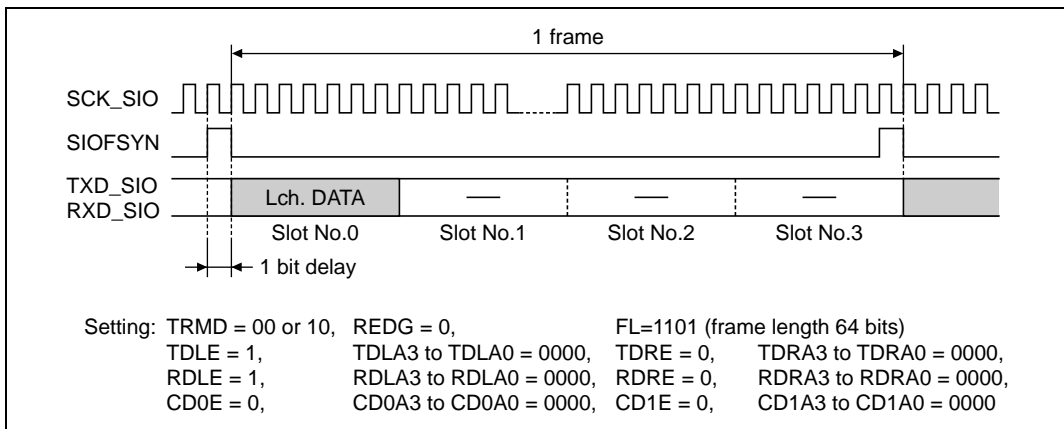 1 frame
SCK_SIO
SIOFSYN
TXD_SIO
RXD_SIO
Lch. DATA — — —
Slot No.0 Slot No.1 Slot No.2 Slot No.3
1 bit delay
Setting: TRMD = 00 or 10, REDG = 0, FL=1101 (frame length 64 bits)
TDLE = 1, TDLA3 to TDLA0 = 0000, TDRE = 0, TDRA3 to TDRA0 = 0000,
RDLE = 1, RDLA3 to RDLA0 = 0000, RDRE = 0, RDRA3 to RDRA0 = 0000,
CD0E = 0, CD0A3 to CD0A0 = 0000, CD1E = 0, CD1A3 to CD1A0 = 0000